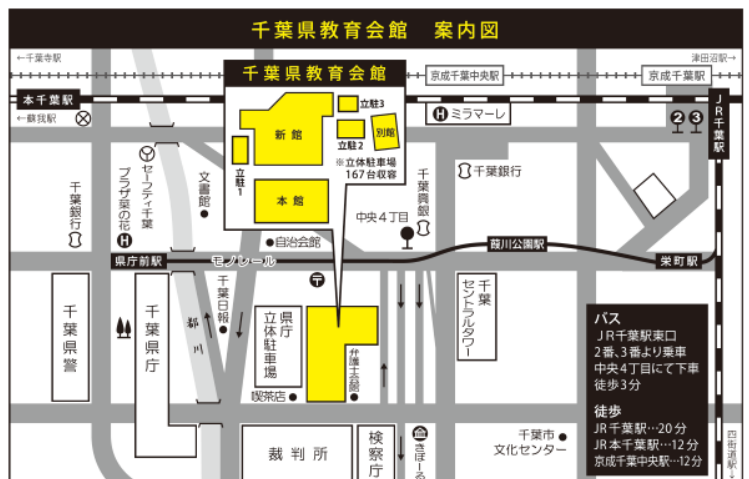 千葉県教育会館 案内図
←千葉寺駅
津田沼駅→
千葉県教育会館
京成千葉中央駅
京成千葉駅
本千葉駅
JR千葉駅
←蘇我駅
H ミラマーレ
2 3
立駐3
新館
別館
立駐2
立駐1
※立体駐車場
167台収容
本館
セーフティ千葉
プラザ菜の花
H
文書館
千葉銀行
千葉興銀
千葉銀行
中央4丁目
自治会館
葭川公園駅
県庁前駅
モノレール
栄町駅
千葉県警
千葉県庁
都川
千葉日報
県庁
立体駐車場
弁護士会館
喫茶店
千葉
セントラルタワー
バス
JR千葉駅東口
2番、3番より乗車
中央4丁目にて下車
徒歩3分
徒歩
JR千葉駅…20分
JR本千葉駅…12分
京成千葉中央駅…12分
裁判所
検察庁
きぼーる
千葉市
文化センター
四街道駅→